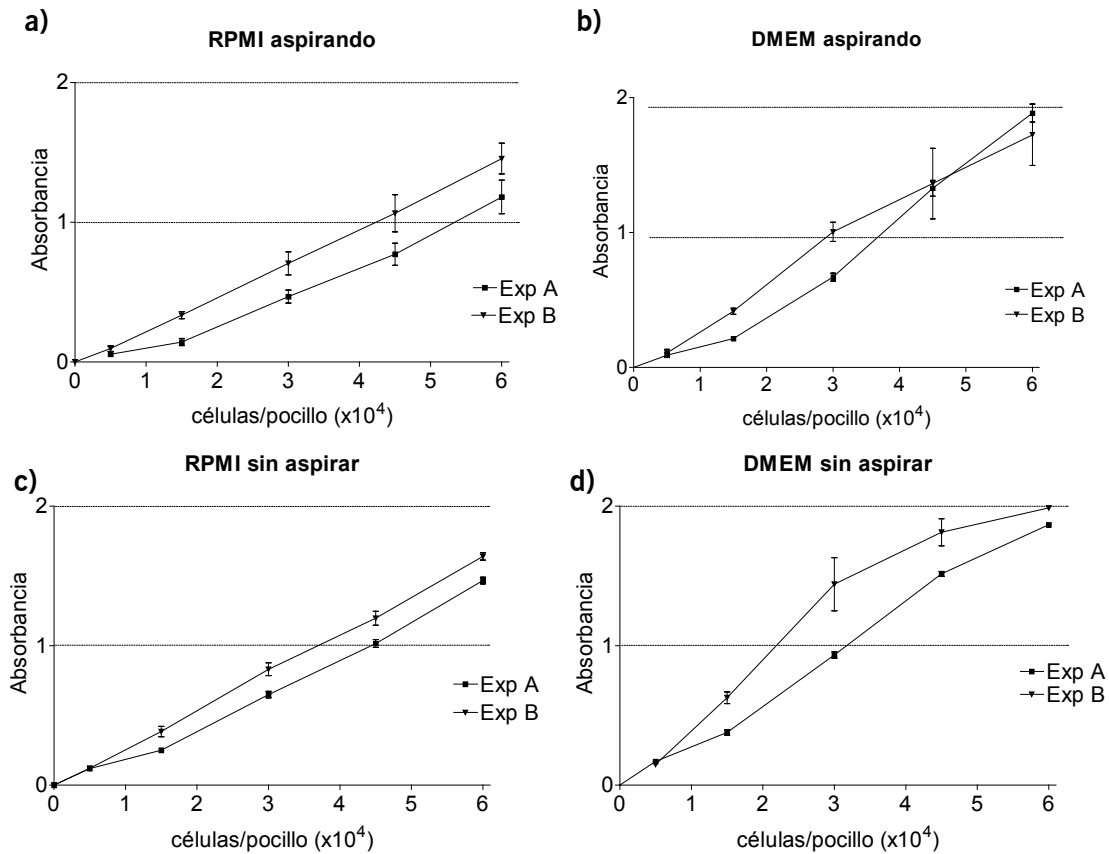 a)
RPMI aspirando
2
1
0
Absorbancia
0 1 2 3 4 5 6
células/pocillo (x10⁴)
Exp A
Exp B
b)
DMEM aspirando
2
1
0
Absorbancia
0 1 2 3 4 5 6
células/pocillo (x10⁴)
Exp A
Exp B
c)
RPMI sin aspirar
2
1
0
Absorbancia
0 1 2 3 4 5 6
células/pocillo (x10⁴)
Exp A
Exp B
d)
DMEM sin aspirar
2
1
0
Absorbancia
0 1 2 3 4 5 6
células/pocillo (x10⁴)
Exp A
Exp B